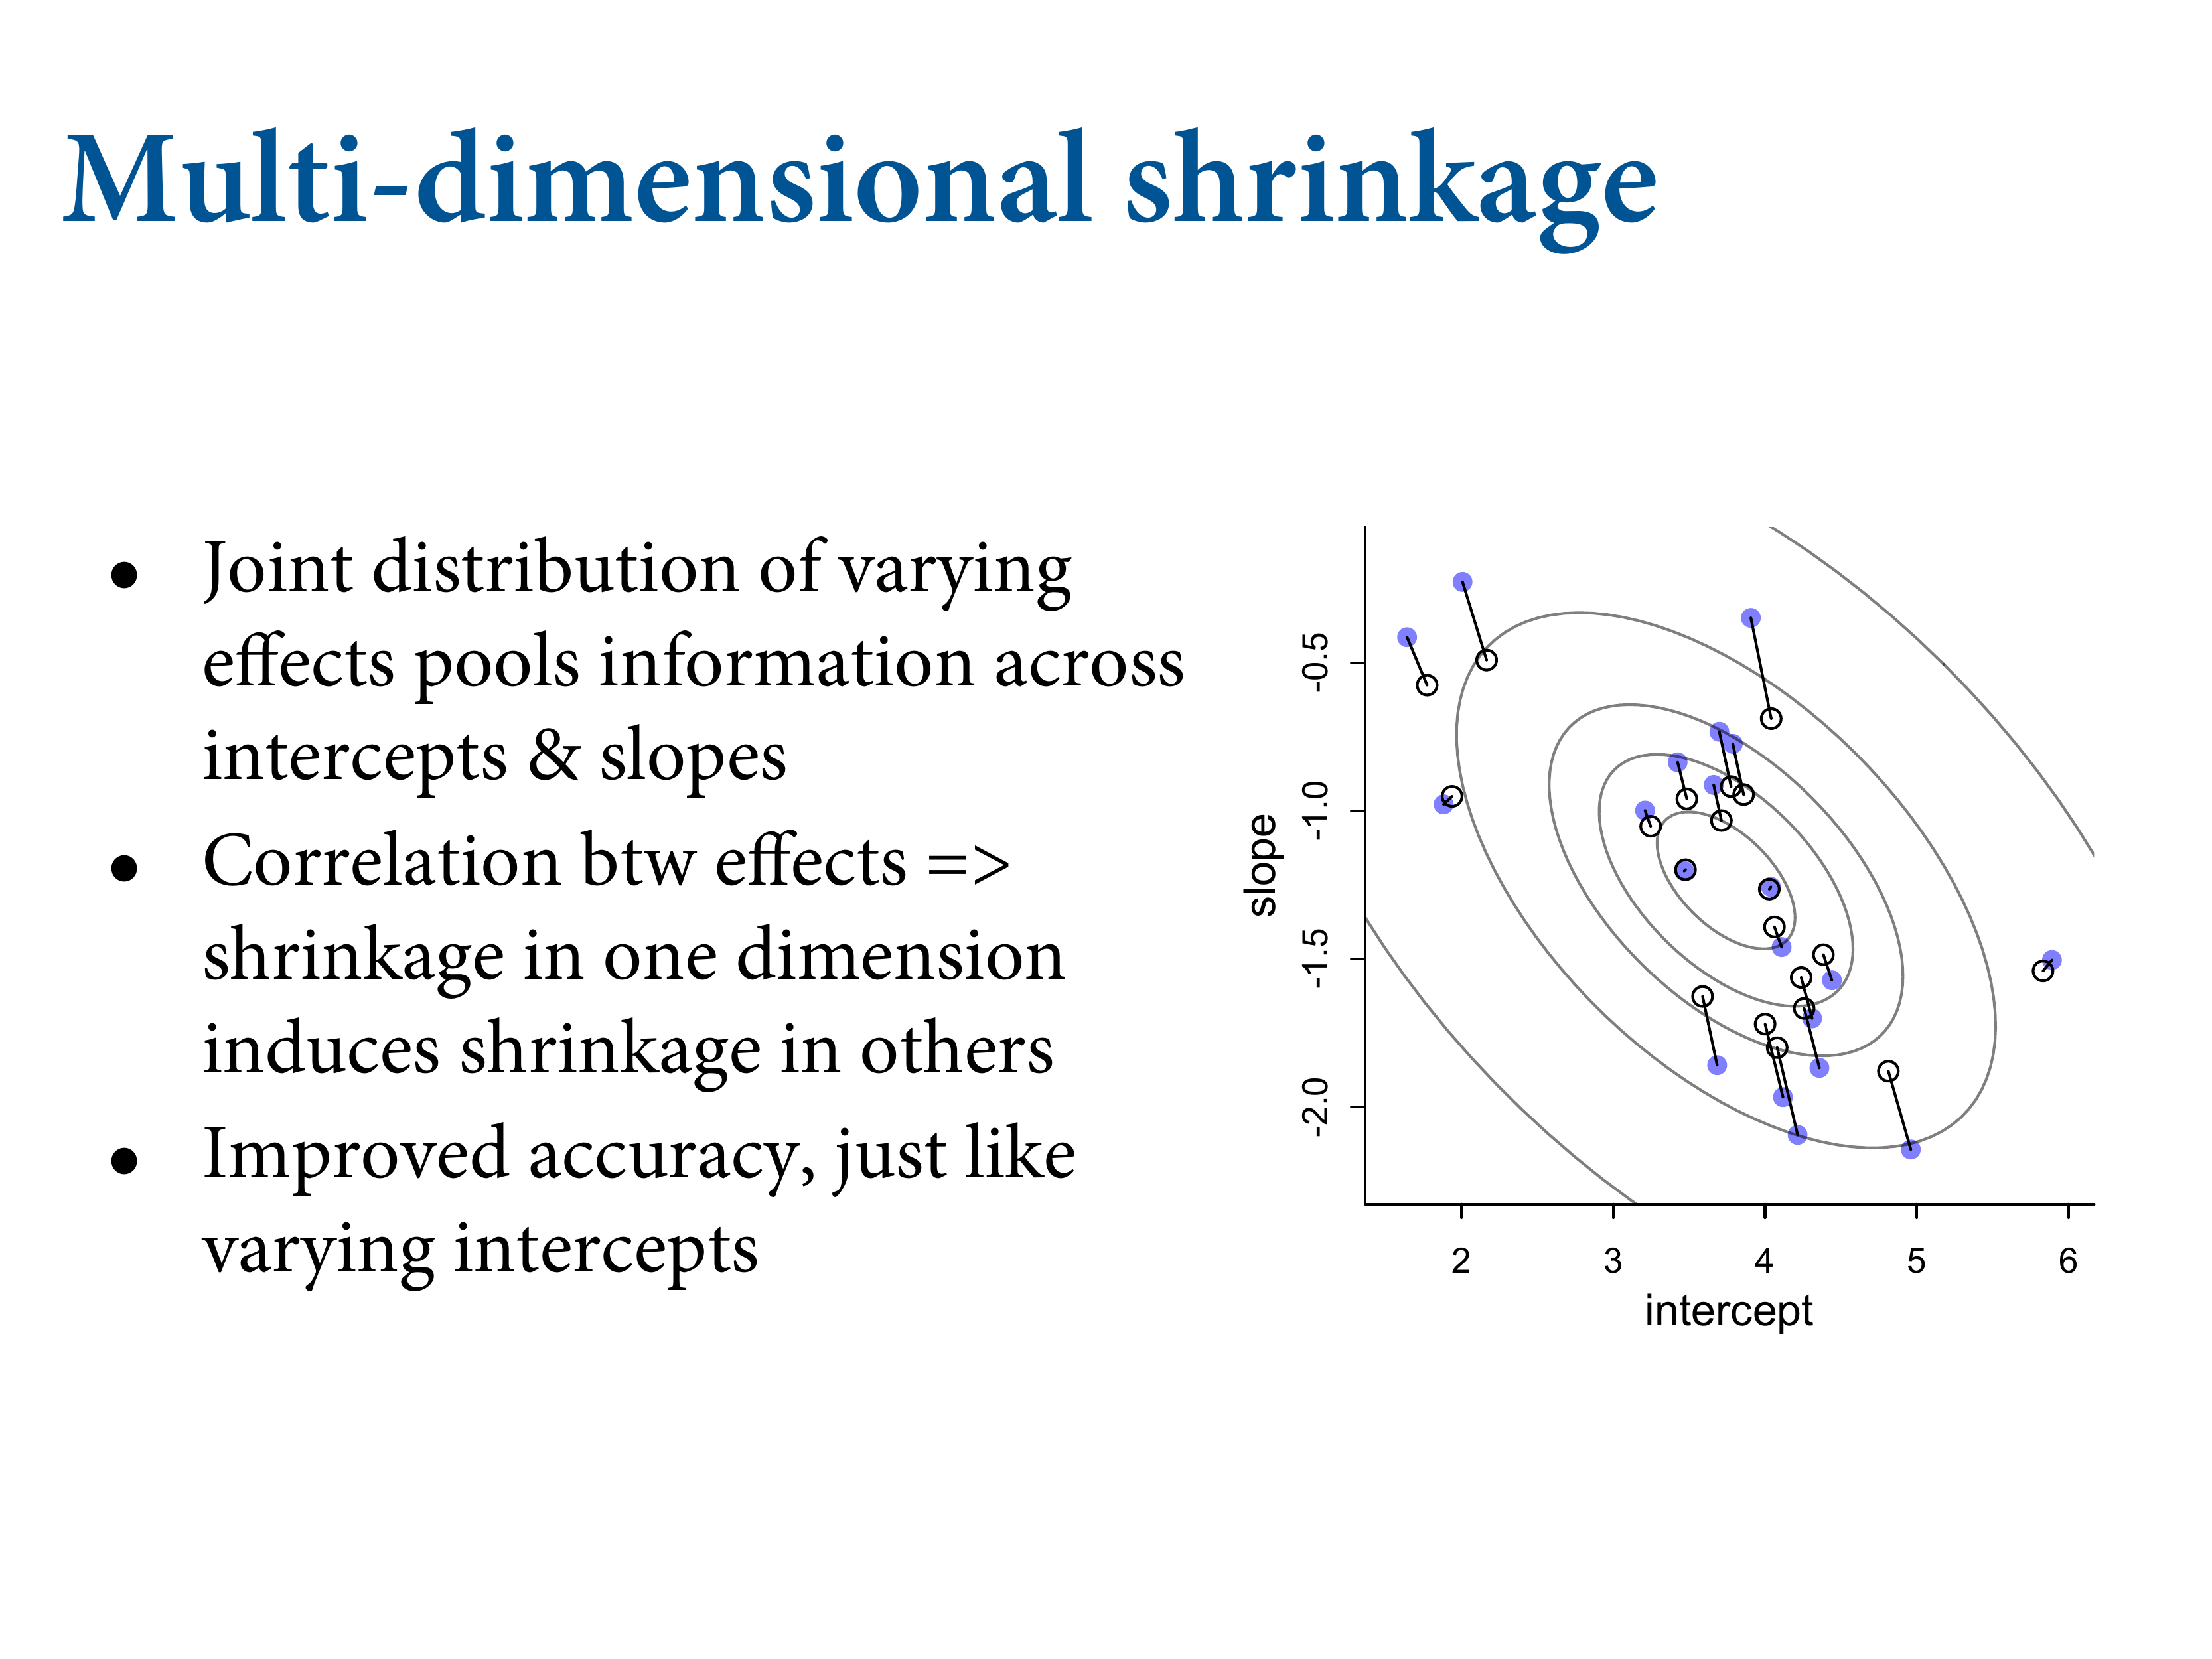 Multi-dimensional shrinkage
• Joint distribution of varying
effects pools information across
intercepts & slopes
• Correlation btw effects =>
shrinkage in one dimension
induces shrinkage in others
• Improved accuracy, just like
varying intercepts
slope
-0.5
-1.0
-1.5
-2.0
2 3 4 5 6
intercept